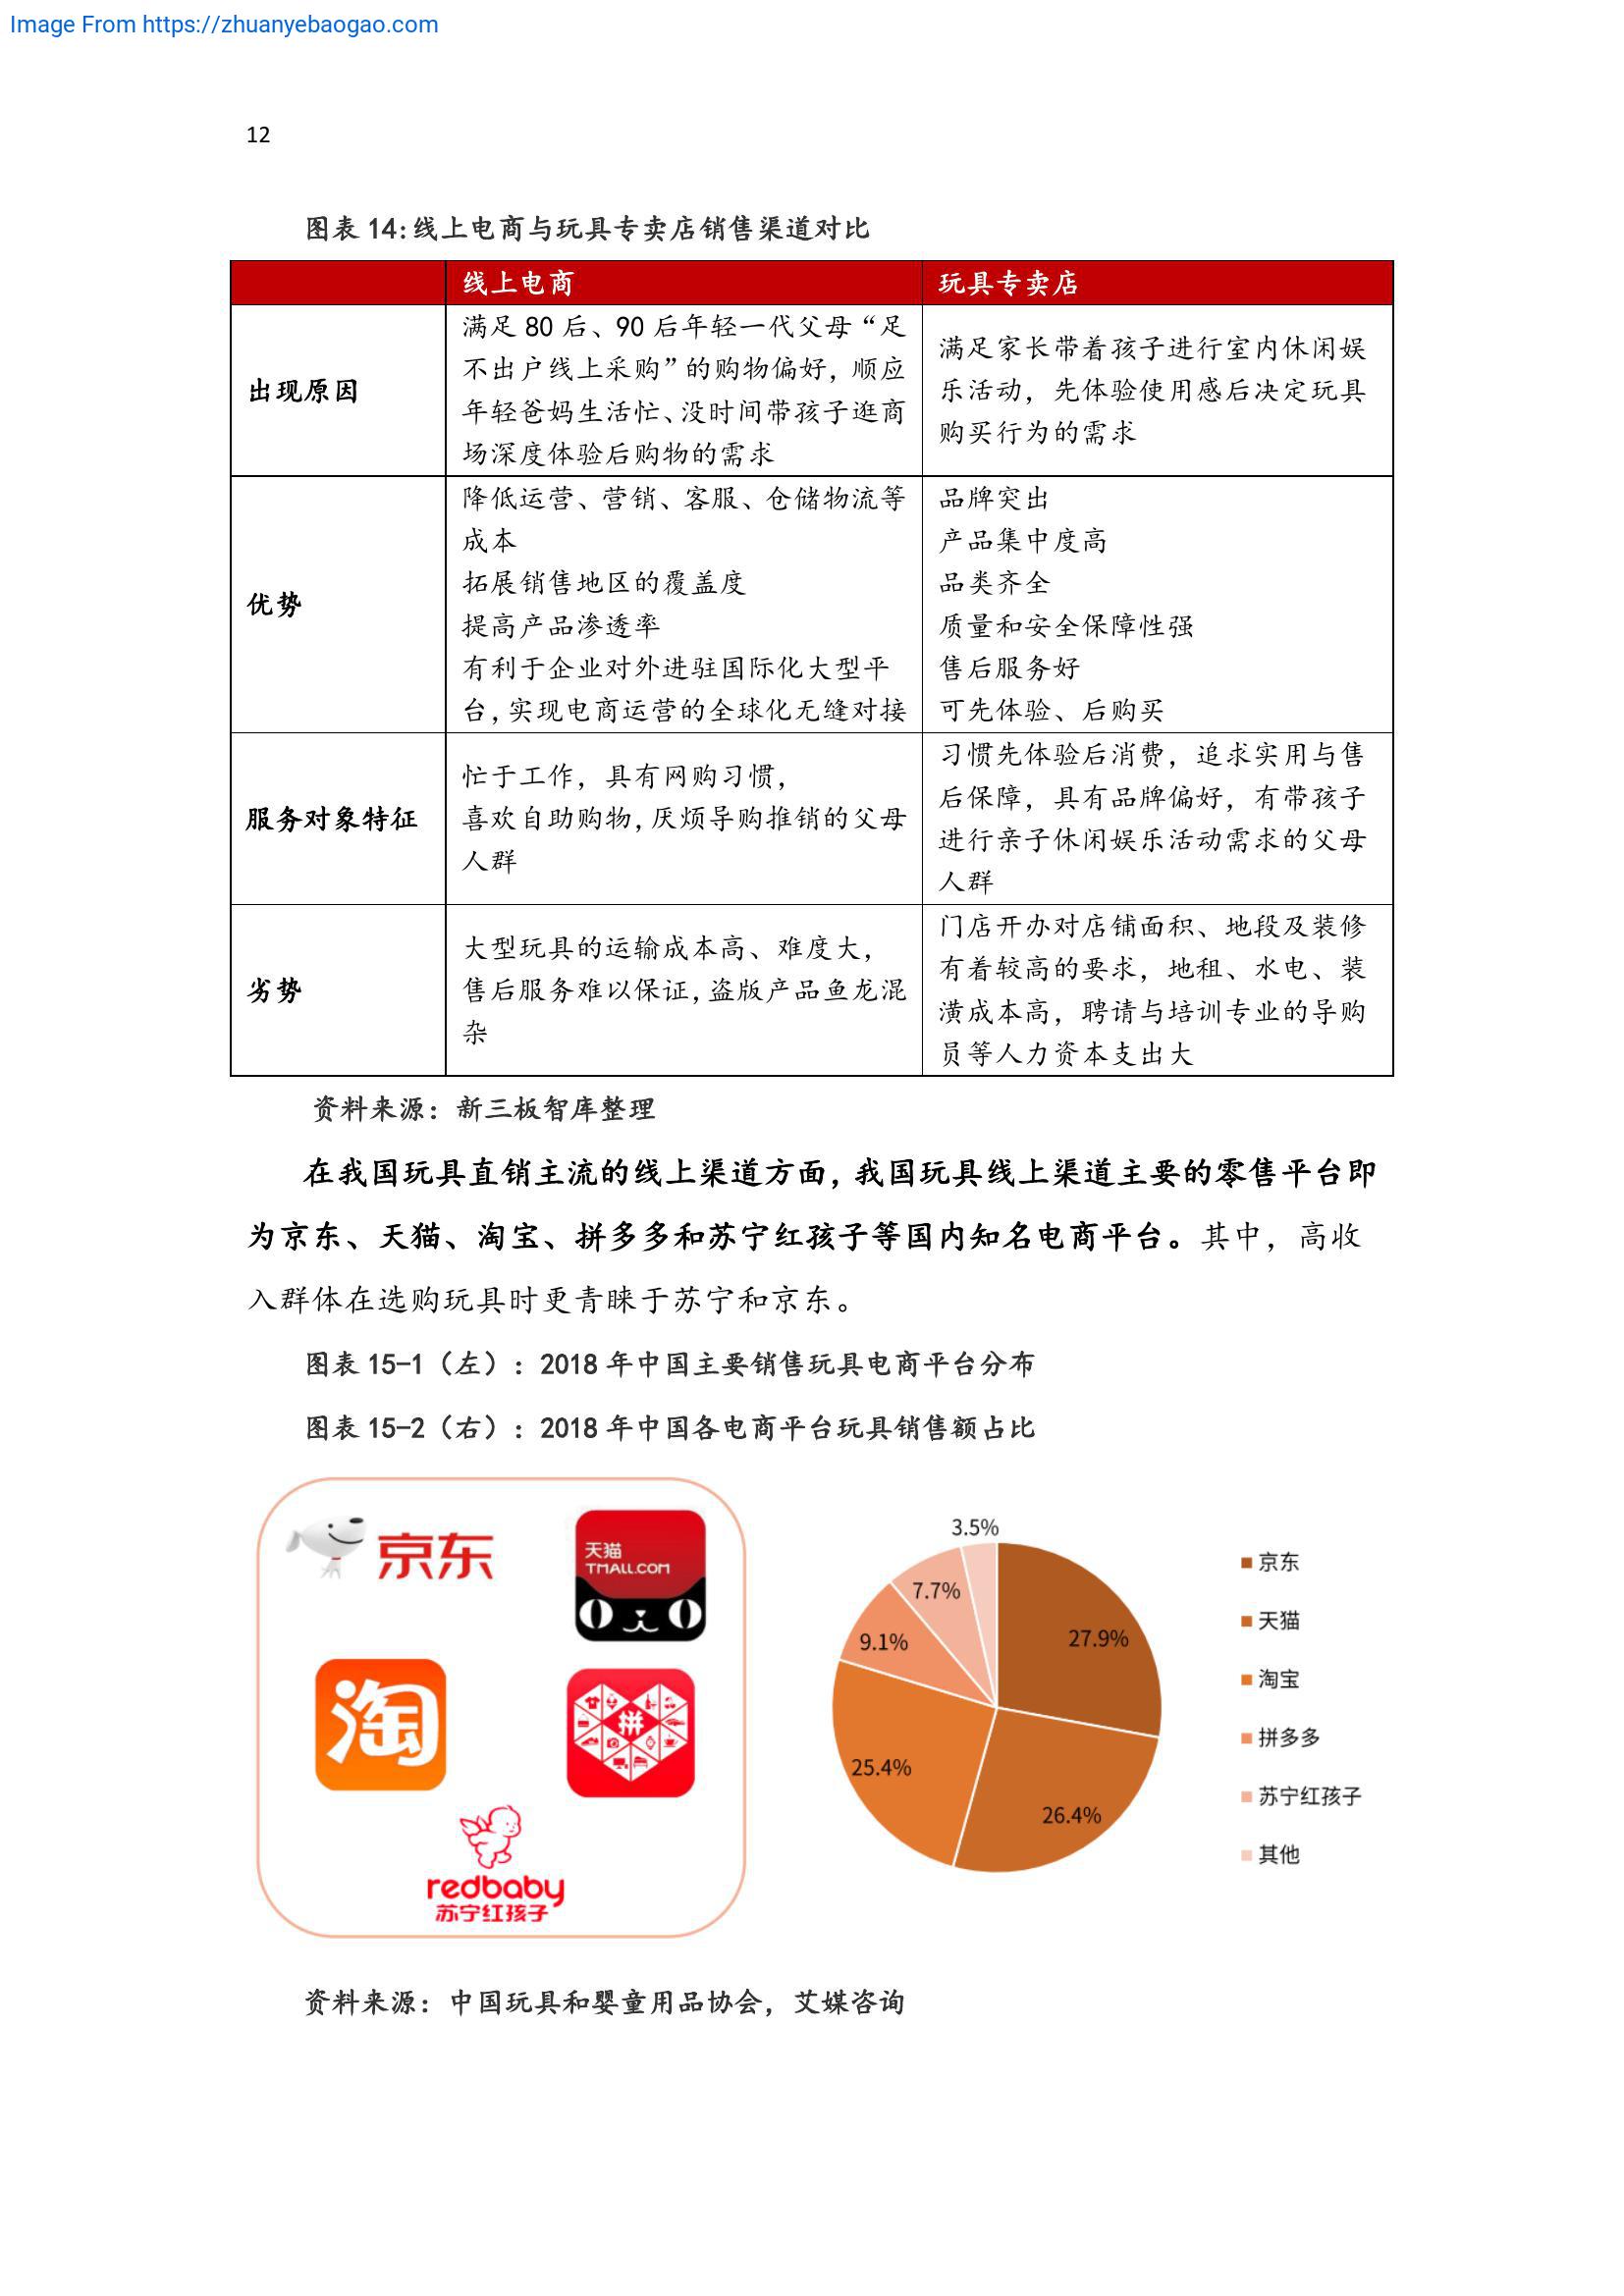 Image From https://zhuanyebaogao.com
12
图表 14:线上电商与玩具专卖店销售渠道对比
线上电商
玩具专卖店
出现原因
满足 80 后、90 后年轻一代父母“足
不出户线上采购”的购物偏好，顺应
年轻爸妈生活忙、没时间带孩子逛商
场深度体验后购物的需求
满足家长带着孩子进行室内休闲娱
乐活动，先体验使用感后决定玩具
购买行为的需求
优势
降低运营、营销、客服、仓储物流等
成本
拓展销售地区的覆盖度
提高产品渗透率
有利于企业对外进驻国际化大型平
台，实现电商运营的全球化无缝对接
品牌突出
产品集中度高
品类齐全
质量和安全保障性强
售后服务好
可先体验、后购买
服务对象特征
忙于工作，具有网购习惯，
喜欢自助购物，厌烦导购推销的父母
人群
习惯先体验后消费，追求实用与售
后保障，具有品牌偏好，有带孩子
进行亲子休闲娱乐活动需求的父母
人群
劣势
大型玩具的运输成本高、难度大，
售后服务难以保证，盗版产品鱼龙混
杂
门店开办对店铺面积、地段及装修
有着较高的要求，地租、水电、装
潢成本高，聘请与培训专业的导购
员等人力资本支出大
资料来源：新三板智库整理
在我国玩具直销主流的线上渠道方面，我国玩具线上渠道主要的零售平台即
为京东、天猫、淘宝、拼多多和苏宁红孩子等国内知名电商平台。其中，高收
入群体在选购玩具时更青睐于苏宁和京东。
图表 15-1（左）：2018 年中国主要销售玩具电商平台分布
图表 15-2（右）：2018 年中国各电商平台玩具销售额占比
京东
天猫
TMALL.COM
淘
拼
redbaby
苏宁红孩子
3.5%
7.7%
9.1%
27.9%
25.4%
26.4%
京东
天猫
淘宝
拼多多
苏宁红孩子
其他
资料来源：中国玩具和婴童用品协会，艾媒咨询